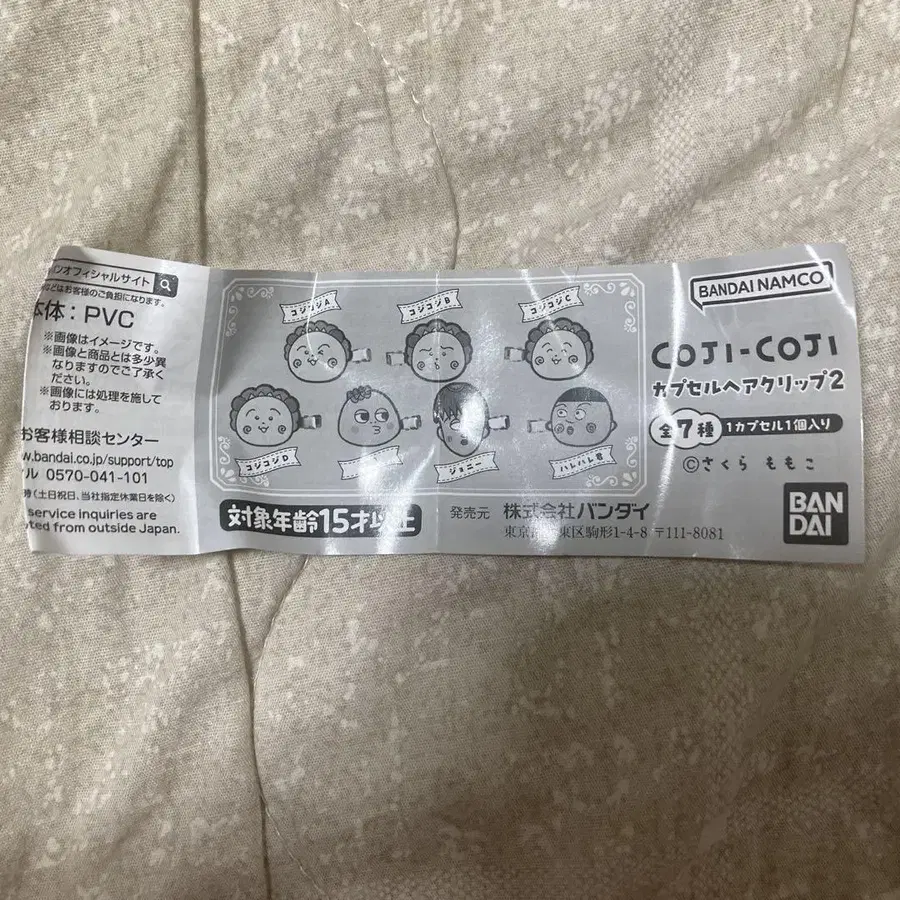 ンオフィシャルサイト
などはお客様のご負担になります。
本体:PVC
※画像はイメージです。
※画像と商品とは多少異
なりますのでご了承く
ださい。
※画像には処理を施して
おります。
お客様相談センター
w.bandai.co.jp/support/top
ル 0570-041-101
時(土日祝日、当社指定休業日を除く)
service inquiries are
ted from outside Japan.
コジコジA
コジコジB
コジコジC
コジコジD
ジョニー
ハレハレ君
対象年齢15才以上
発売元 株式会社バンダイ
東京 東区駒形1-4-8 〒111-8081
BANDAI NAMCO
COJI-COJI
カプセルヘアクリップ2
全7種 1カプセル1個入り
©さくら ももこ
BAN
DAI